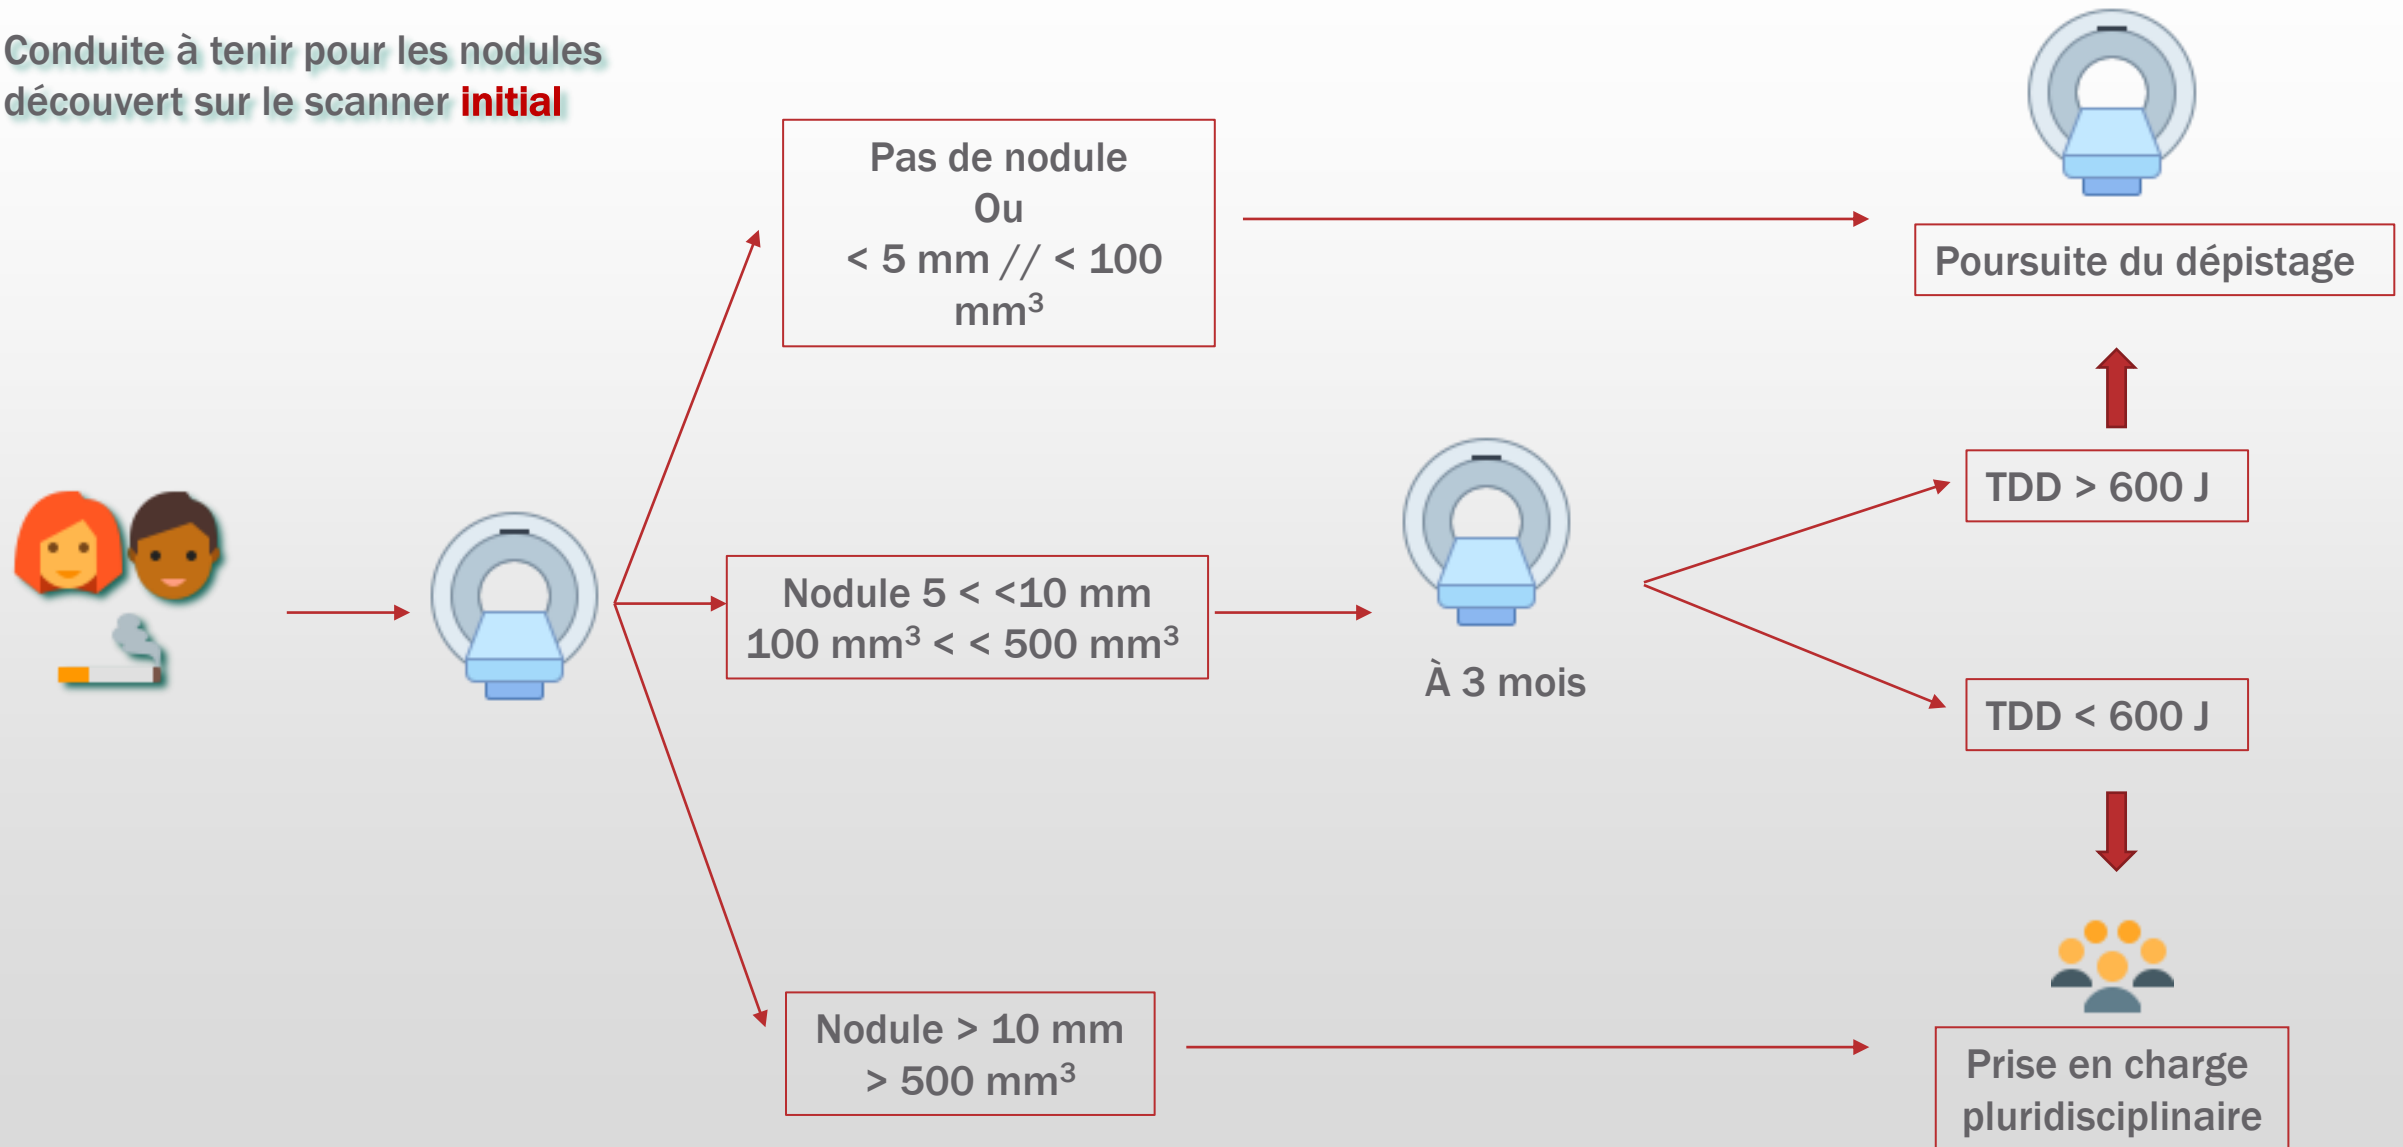 Conduite à tenir pour les nodules
découvert sur le scanner initial
Pas de nodule
Ou
< 5 mm // < 100
mm³
Poursuite du dépistage
TDD > 600 J
Nodule 5 < <10 mm
100 mm³ < < 500 mm³
À 3 mois
TDD < 600 J
Nodule > 10 mm
> 500 mm³
Prise en charge
pluridisciplinaire